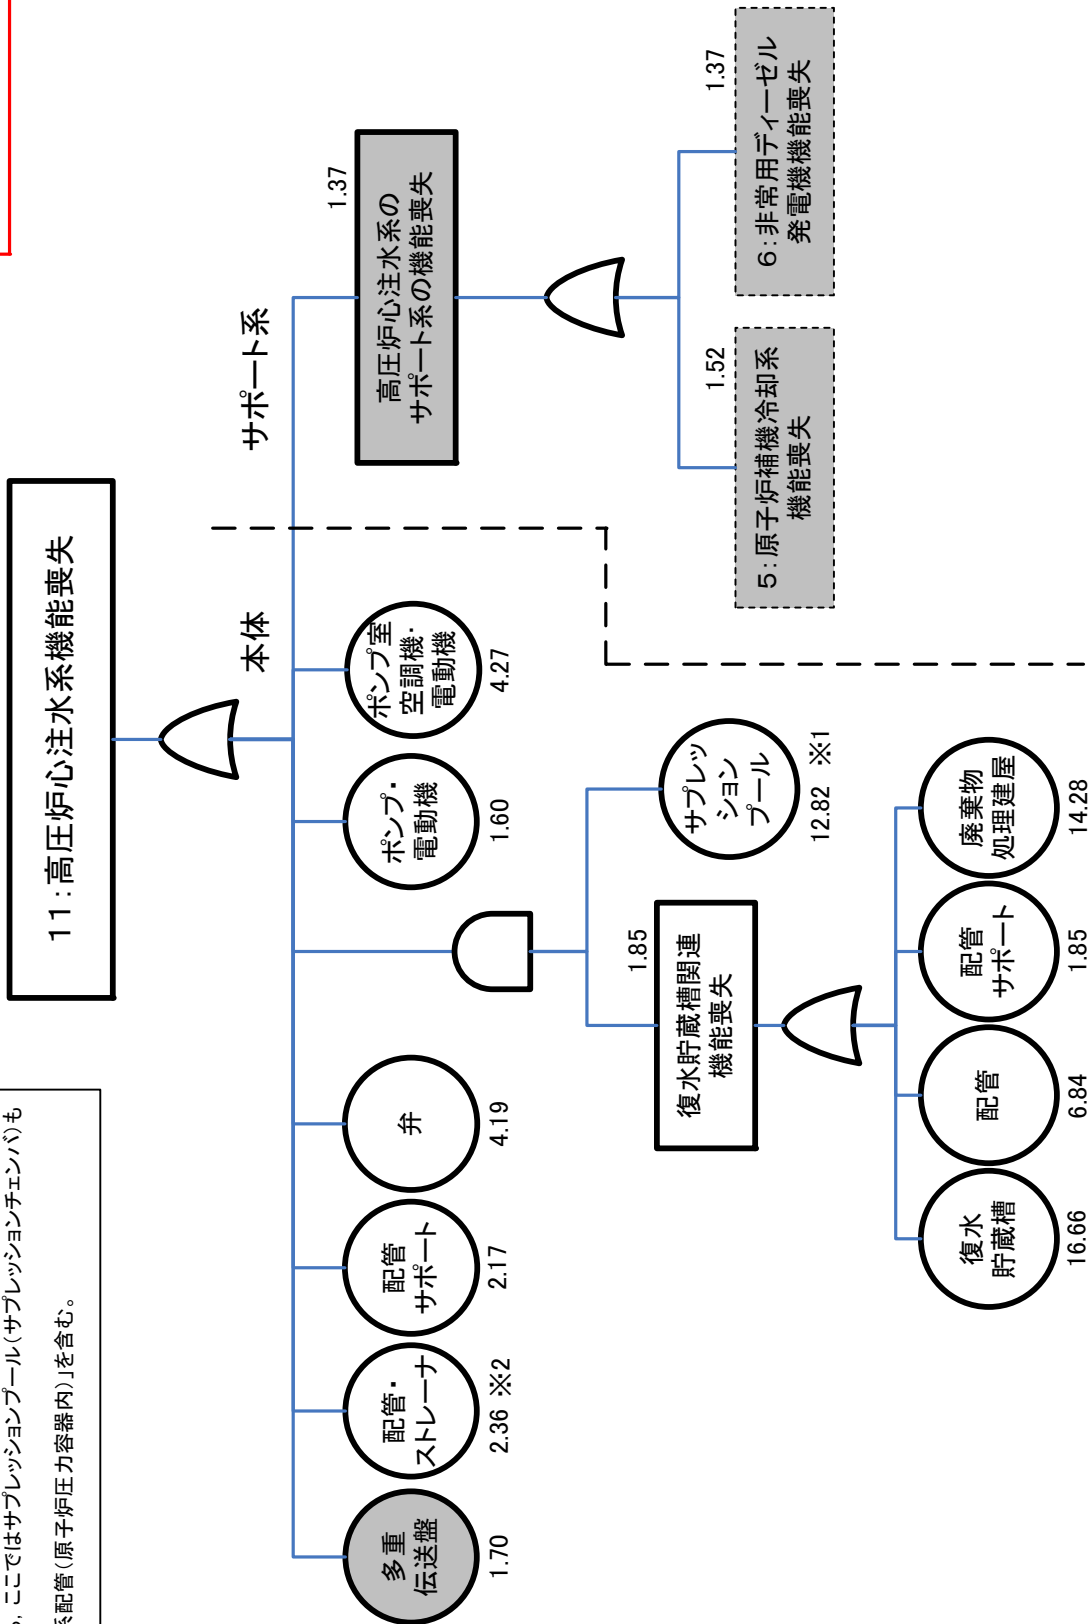 11：高圧炉心注水系機能喪失
本体
サポート系
多重
伝送盤
1.70
配管・
ストレーナ
2.36 ※2
配管
サポート
2.17
弁
4.19
ポンプ・
電動機
1.60
ポンプ室
空調機・
電動機
4.27
1.37
高圧炉心注水系の
サポート系の機能喪失
1.85
復水貯蔵槽関連
機能喪失
サプレッ
ション
プール
12.82 ※1
1.52
5：原子炉補機冷却系
機能喪失
1.37
6：非常用ディーゼル
発電機機能喪失
復水
貯蔵槽
16.66
配管
6.84
配管
サポート
1.85
廃棄物
処理建屋
14.28
，ここではサプレッションプール（サプレッションチェンバ）も
系配管（原子炉圧力容器内）」を含む。